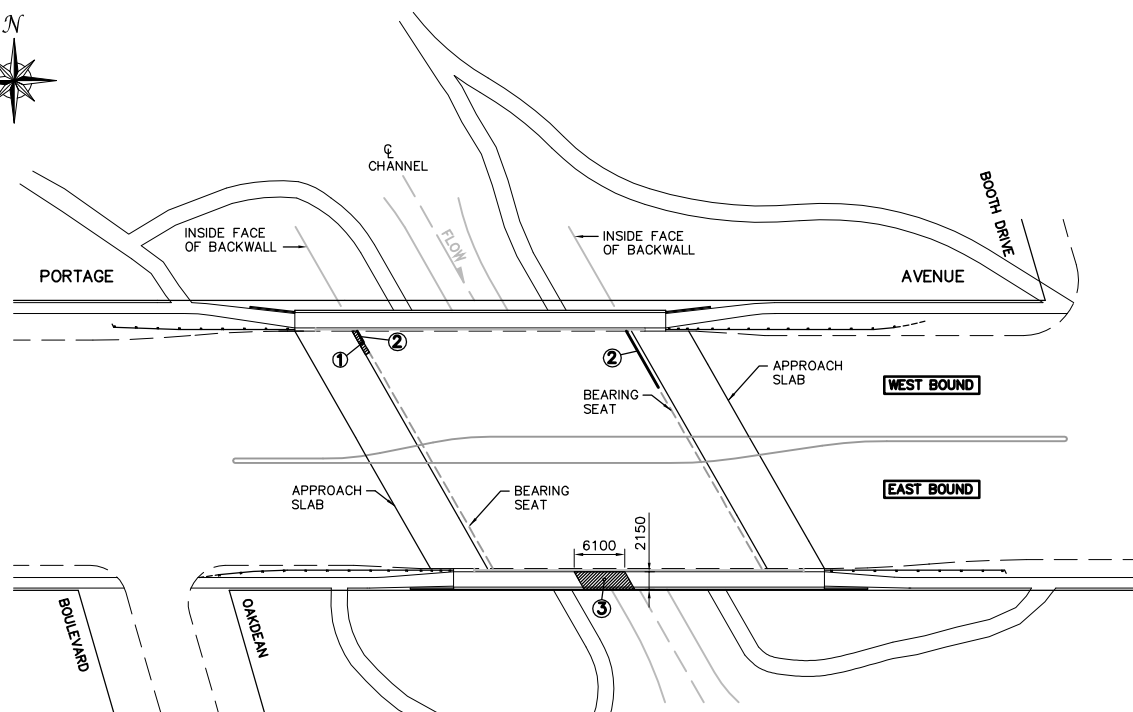 N
℄
CHANNEL
BOOTH DRIVE
INSIDE FACE
OF BACKWALL
FLOW
INSIDE FACE
OF BACKWALL
PORTAGE
AVENUE
1
2
2
APPROACH
SLAB
WEST BOUND
BEARING
SEAT
APPROACH
SLAB
BEARING
SEAT
EAST BOUND
6100
2150
3
BOULEVARD
OAKDEAN